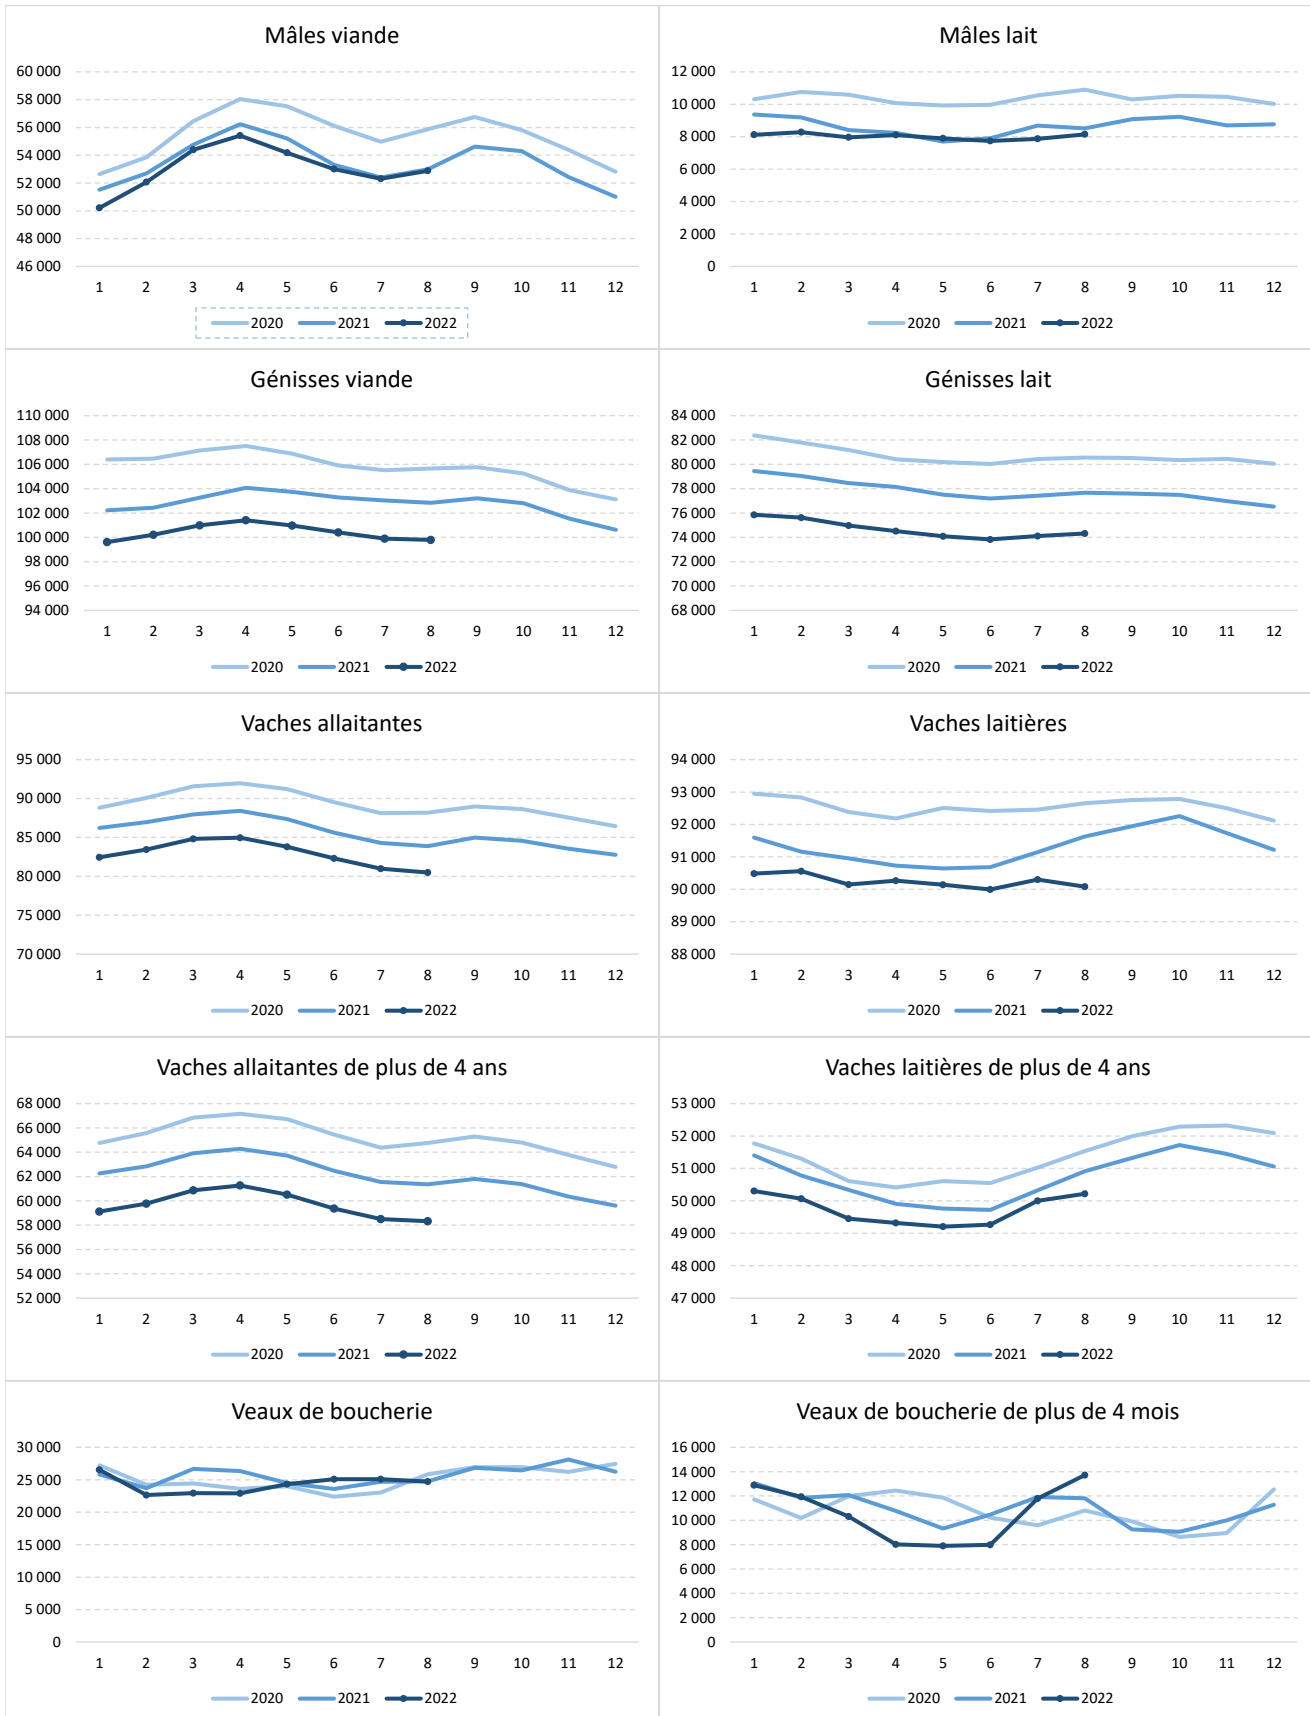 Mâles viande
60 000
58 000
56 000
54 000
52 000
50 000
48 000
46 000
1 2 3 4 5 6 7 8 9 10 11 12
2020 2021 2022
Mâles lait
12 000
10 000
8 000
6 000
4 000
2 000
0
1 2 3 4 5 6 7 8 9 10 11 12
2020 2021 2022
Génisses viande
110 000
108 000
106 000
104 000
102 000
100 000
98 000
96 000
94 000
1 2 3 4 5 6 7 8 9 10 11 12
2020 2021 2022
Génisses lait
84 000
82 000
80 000
78 000
76 000
74 000
72 000
70 000
68 000
1 2 3 4 5 6 7 8 9 10 11 12
2020 2021 2022
Vaches allaitantes
95 000
90 000
85 000
80 000
75 000
70 000
1 2 3 4 5 6 7 8 9 10 11 12
2020 2021 2022
Vaches laitières
94 000
93 000
92 000
91 000
90 000
89 000
88 000
1 2 3 4 5 6 7 8 9 10 11 12
2020 2021 2022
Vaches allaitantes de plus de 4 ans
68 000
66 000
64 000
62 000
60 000
58 000
56 000
54 000
52 000
1 2 3 4 5 6 7 8 9 10 11 12
2020 2021 2022
Vaches laitières de plus de 4 ans
53 000
52 000
51 000
50 000
49 000
48 000
47 000
1 2 3 4 5 6 7 8 9 10 11 12
2020 2021 2022
Veaux de boucherie
30 000
25 000
20 000
15 000
10 000
5 000
0
1 2 3 4 5 6 7 8 9 10 11 12
2020 2021 2022
Veaux de boucherie de plus de 4 mois
16 000
14 000
12 000
10 000
8 000
6 000
4 000
2 000
0
1 2 3 4 5 6 7 8 9 10 11 12
2020 2021 2022